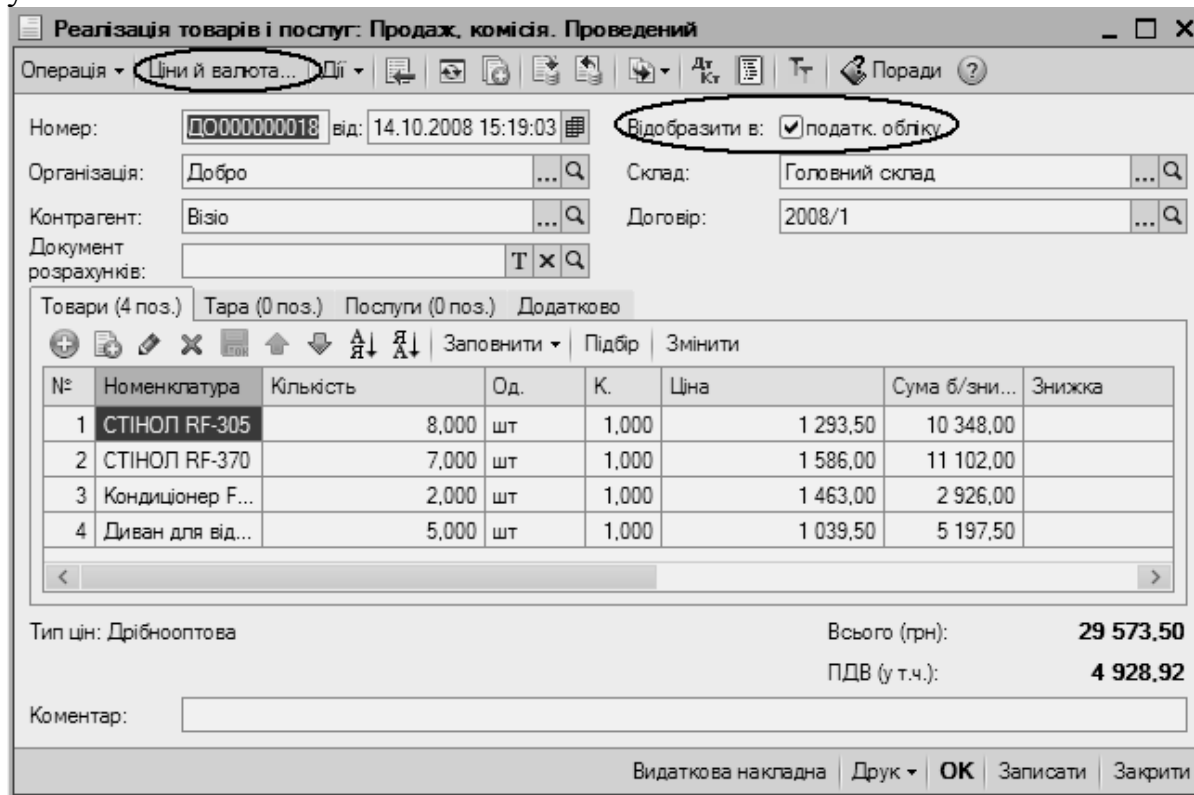 Реалізація товарів і послуг: Продаж, комісія. Проведений
Операція Ціни й валюта... Дії Дт Кт Поради
Номер: ДО000000018 від: 14.10.2008 15:19:03 Відобразити в: податк. обліку
Організація: Добро ... Склад: Головний склад ...
Контрагент: Візіо ... Договір: 2008/1 ...
Документ
розрахунків: T
Товари (4 поз.) Тара (0 поз.) Послуги (0 поз.) Додатково
Заповнити Підбір Змінити
№ Номенклатура Кількість Од. К. Ціна Сума б/зни... Знижка
1 СТІНОЛ RF-305 8,000 шт 1,000 1 293,50 10 348,00
2 СТІНОЛ RF-370 7,000 шт 1,000 1 586,00 11 102,00
3 Кондиціонер F... 2,000 шт 1,000 1 463,00 2 926,00
4 Диван для від... 5,000 шт 1,000 1 039,50 5 197,50
Тип цін: Дрібнооптова Всього (грн): 29 573,50
ПДВ (у т.ч.): 4 928,92
Коментар:
Видаткова накладна Друк OK Записати Закрити